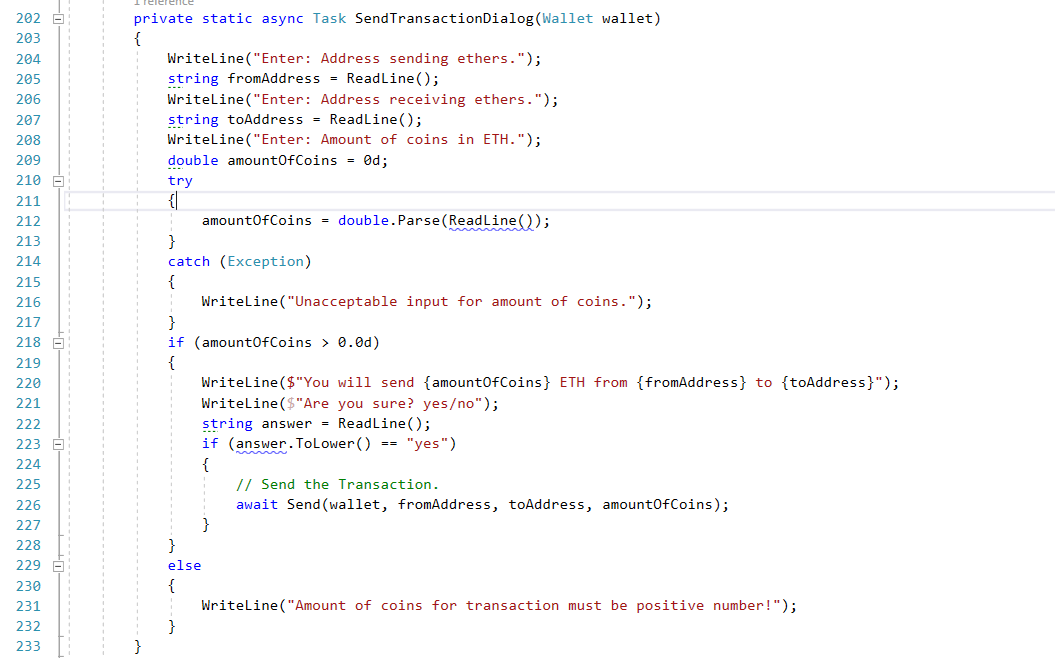 1 reference
202 private static async Task SendTransactionDialog(Wallet wallet)
203 {
204 WriteLine("Enter: Address sending ethers.");
205 string fromAddress = ReadLine();
206 WriteLine("Enter: Address receiving ethers.");
207 string toAddress = ReadLine();
208 WriteLine("Enter: Amount of coins in ETH.");
209 double amountOfCoins = 0d;
210 try
211 {
212 amountOfCoins = double.Parse(ReadLine());
213 }
214 catch (Exception)
215 {
216 WriteLine("Unacceptable input for amount of coins.");
217 }
218 if (amountOfCoins > 0.0d)
219 {
220 WriteLine($"You will send {amountOfCoins} ETH from {fromAddress} to {toAddress}");
221 WriteLine($"Are you sure? yes/no");
222 string answer = ReadLine();
223 if (answer.ToLower() == "yes")
224 {
225 // Send the Transaction.
226 await Send(wallet, fromAddress, toAddress, amountOfCoins);
227 }
228 }
229 else
230 {
231 WriteLine("Amount of coins for transaction must be positive number!");
232 }
233 }